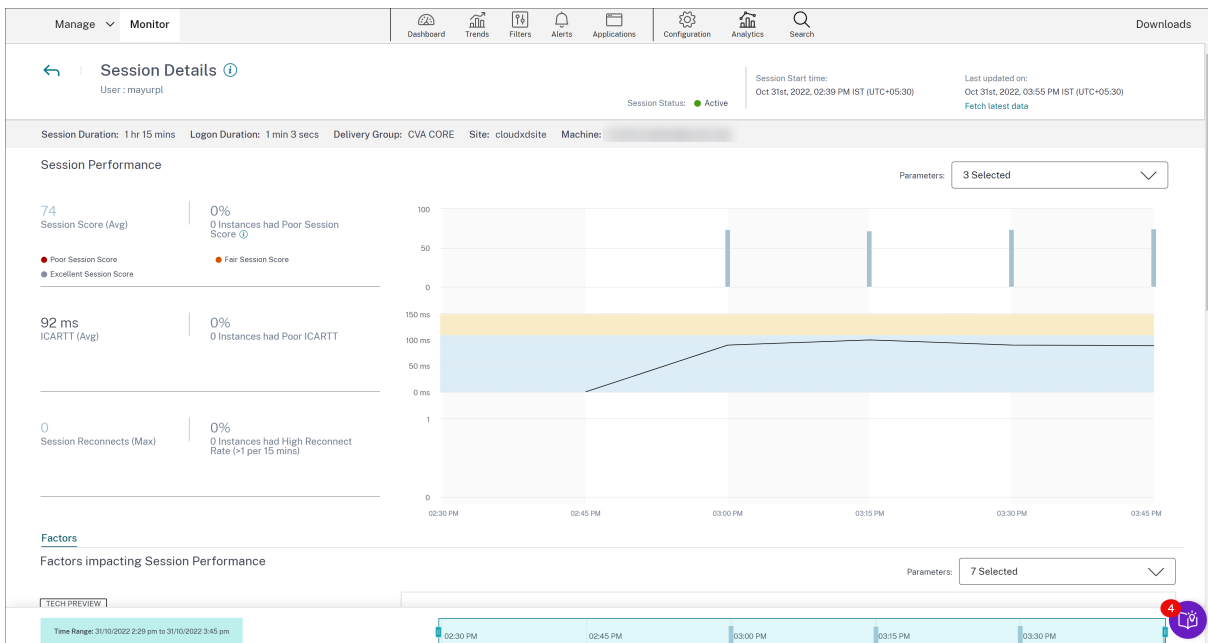 Manage
Monitor
Dashboard
Trends
Filters
Alerts
Applications
Configuration
Analytics
Search
Downloads
Session Details
User : mayurpl
Session Status: Active
Session Start time:
Oct 31st, 2022, 02:39 PM IST (UTC+05:30)
Last updated on:
Oct 31st, 2022, 03:55 PM IST (UTC+05:30)
Fetch latest data
Session Duration: 1 hr 15 mins Logon Duration: 1 min 3 secs Delivery Group: CVA CORE Site: cloudxdsite Machine:
Session Performance
Parameters: 3 Selected
74
Session Score (Avg)
0%
0 Instances had Poor Session
Score
Poor Session Score
Fair Session Score
Excellent Session Score
100
50
0
92 ms
ICARTT (Avg)
0%
0 Instances had Poor ICARTT
150 ms
100 ms
50 ms
0 ms
0
Session Reconnects (Max)
0%
0 Instances had High Reconnect
Rate (>1 per 15 mins)
1
0
02:30 PM 02:45 PM 03:00 PM 03:15 PM 03:30 PM 03:45 PM
Factors
Factors impacting Session Performance
Parameters: 7 Selected
TECH PREVIEW
4
Time Range: 31/10/2022 2:29 pm to 31/10/2022 3:45 pm
02:30 PM 02:45 PM 03:00 PM 03:15 PM 03:30 PM